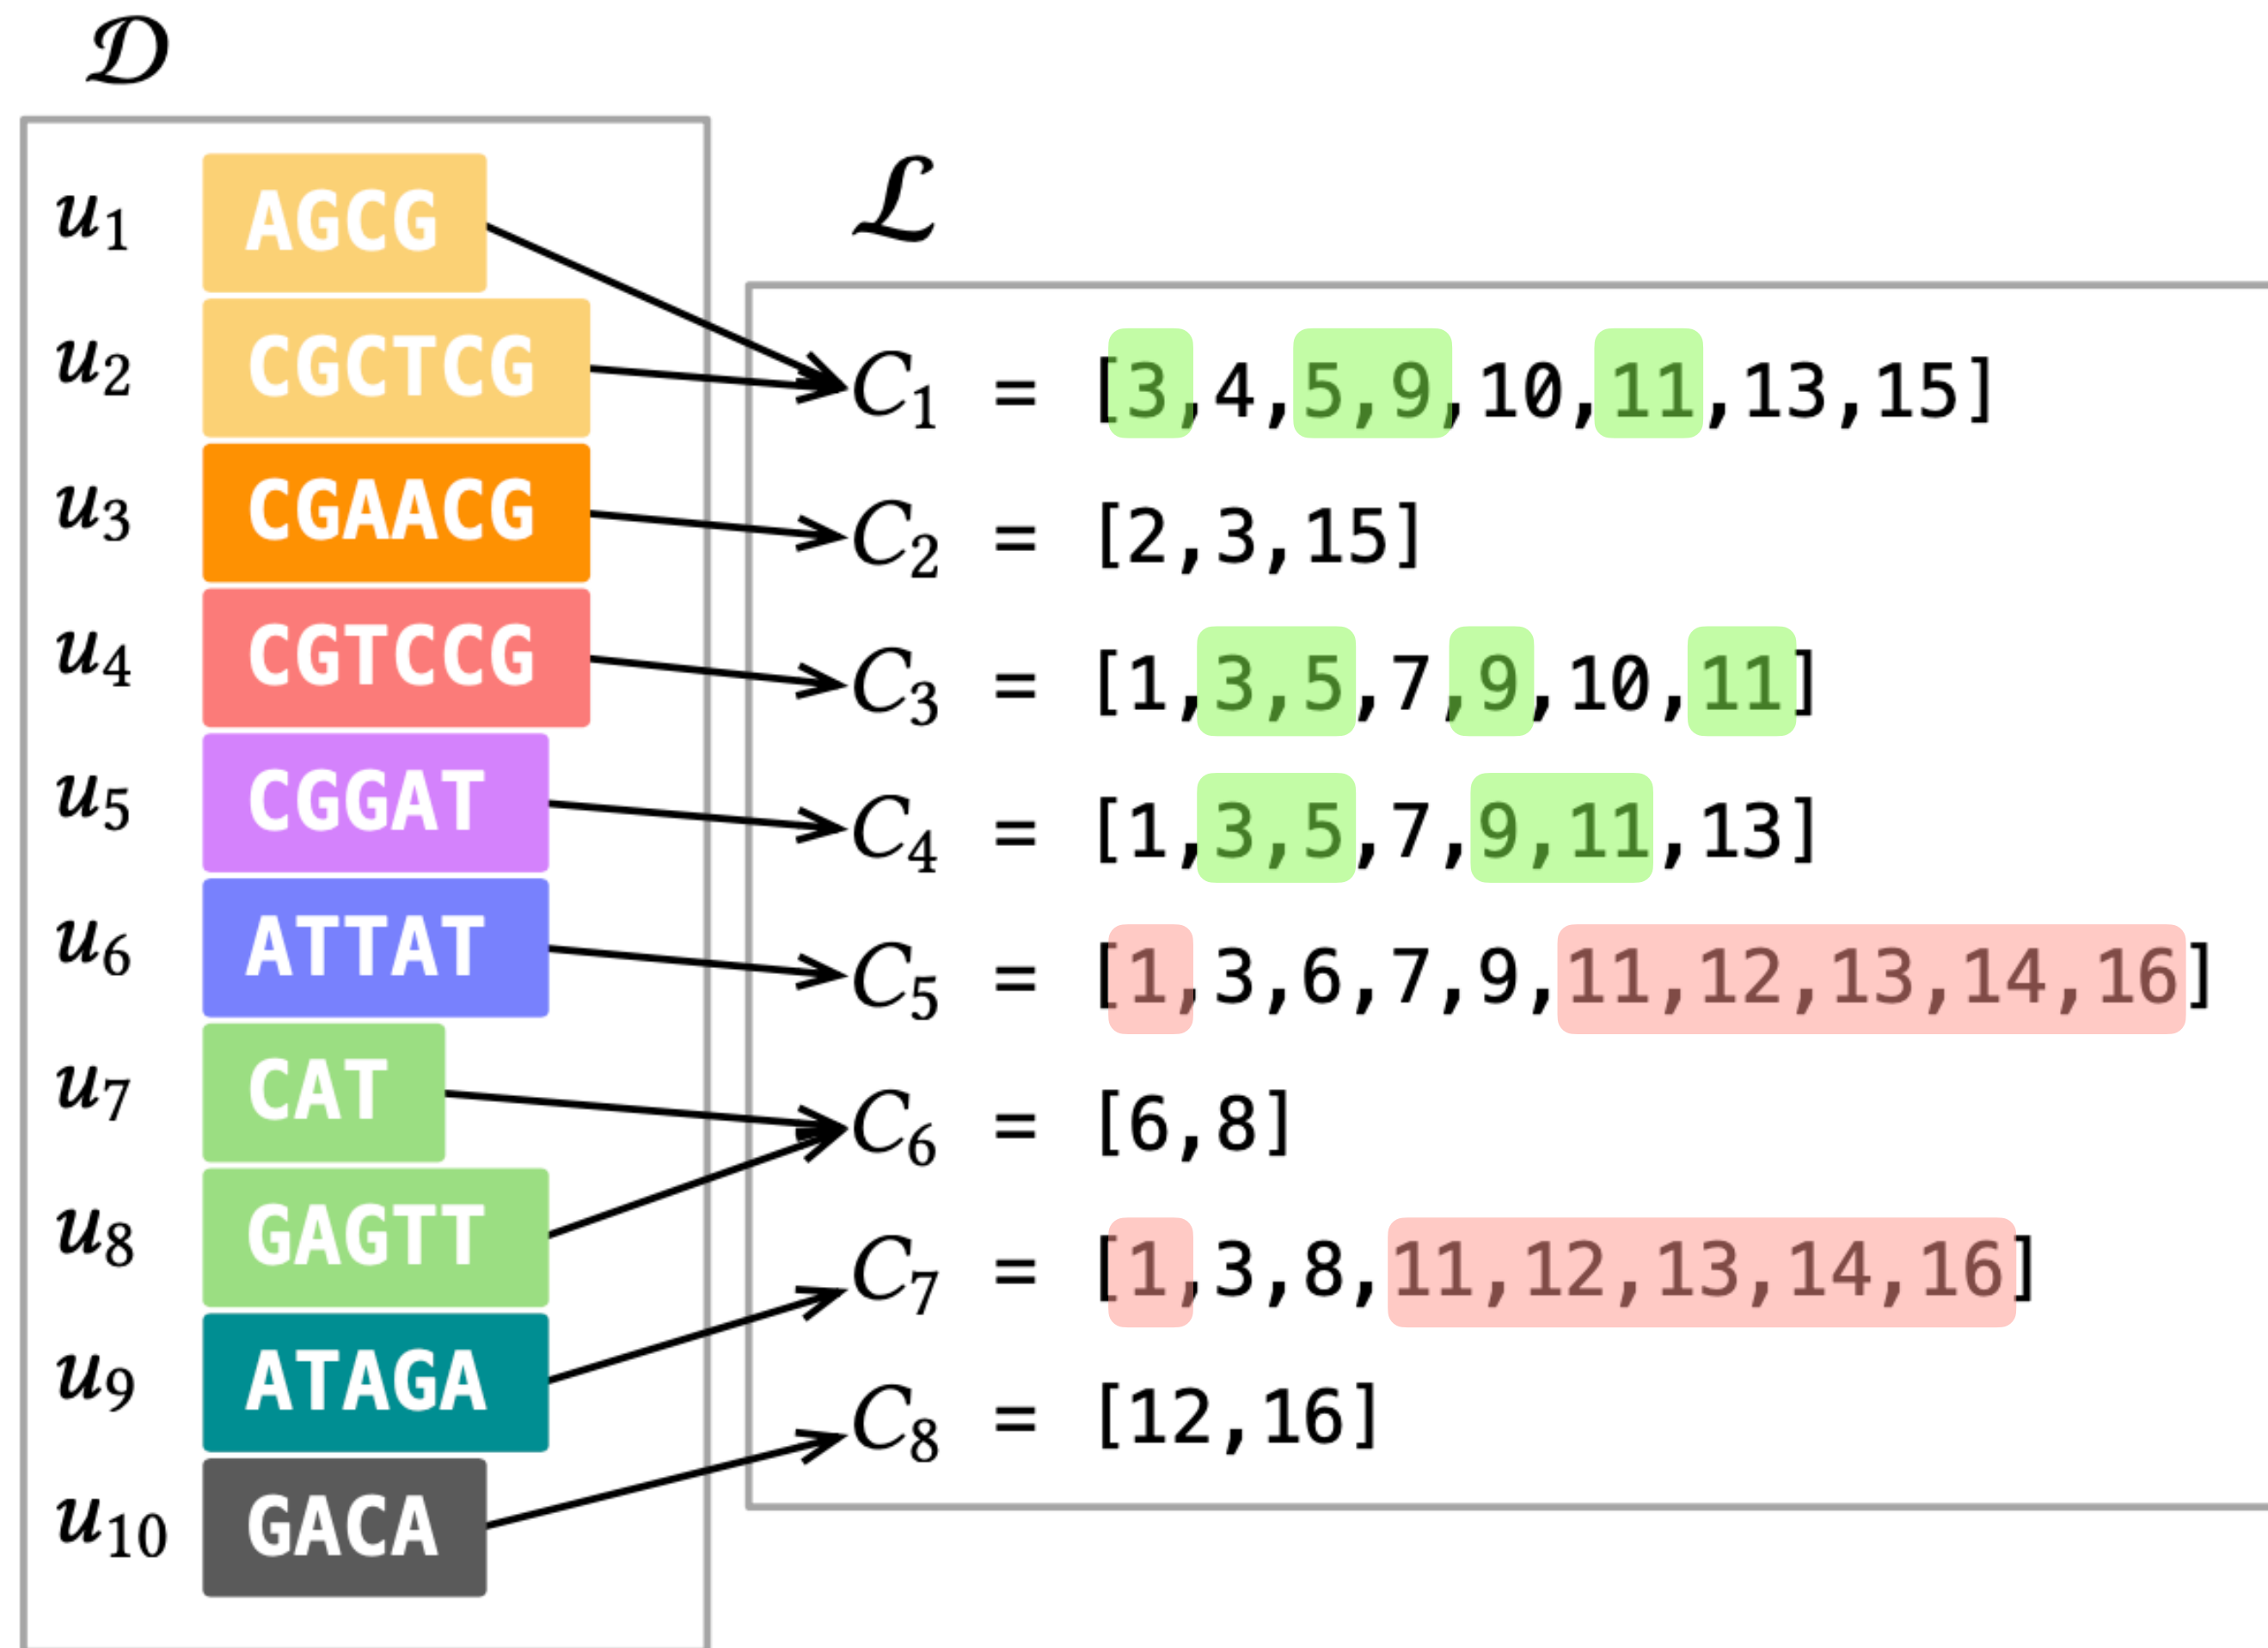 𝒟
u1 AGCG
u2 CGCTCG
u3 CGAACG
u4 CGTCCG
u5 CGGAT
u6 ATTAT
u7 CAT
u8 GAGTT
u9 ATAGA
u10 GACA
ℒ
C1 = [3,4,5,9,10,11,13,15]
C2 = [2,3,15]
C3 = [1,3,5,7,9,10,11]
C4 = [1,3,5,7,9,11,13]
C5 = [1,3,6,7,9,11,12,13,14,16]
C6 = [6,8]
C7 = [1,3,8,11,12,13,14,16]
C8 = [12,16]